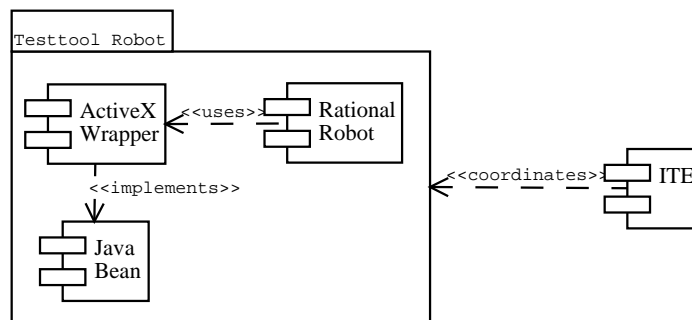 Testtool Robot
ActiveX
Wrapper
<<uses>>
Rational
Robot
<<implements>>
Java
Bean
<<coordinates>>
ITE